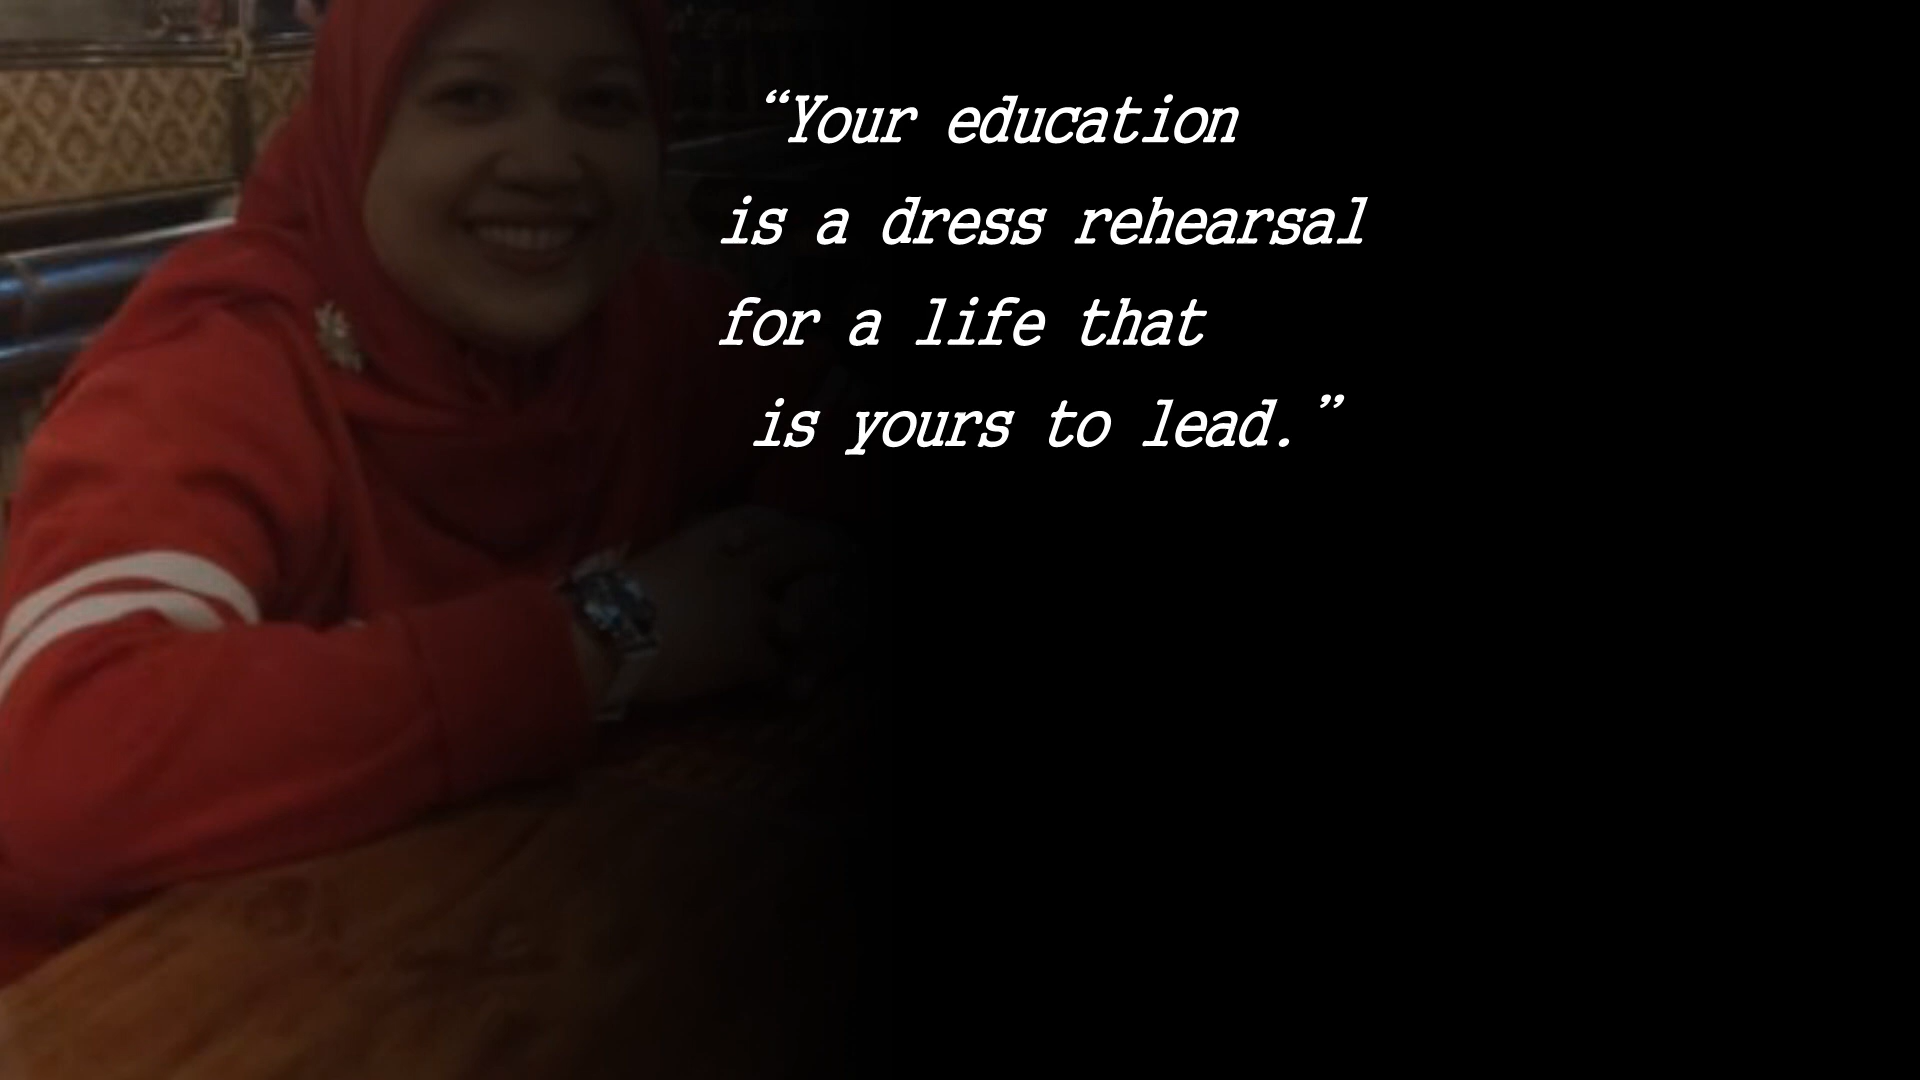 “Your education
is a dress rehearsal
for a life that
is yours to lead.”